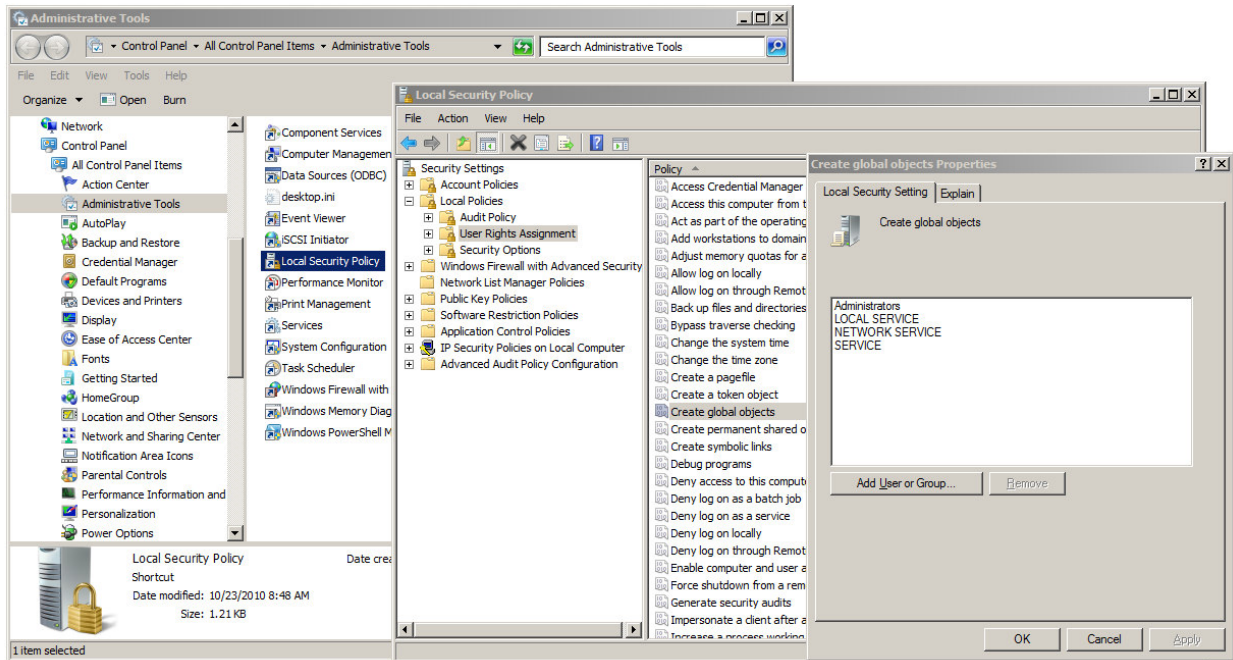 Administrative Tools
Control Panel All Control Panel Items Administrative Tools
Search Administrative Tools
File Edit View Tools Help
Organize Open Burn
Network
Control Panel
All Control Panel Items
Action Center
Administrative Tools
AutoPlay
Backup and Restore
Credential Manager
Default Programs
Devices and Printers
Display
Ease of Access Center
Fonts
Getting Started
HomeGroup
Location and Other Sensors
Network and Sharing Center
Notification Area Icons
Parental Controls
Performance Information and
Personalization
Power Options
Component Services
Computer Managemen
Data Sources (ODBC)
desktop.ini
Event Viewer
iSCSI Initiator
Local Security Policy
Performance Monitor
Print Management
Services
System Configuration
Task Scheduler
Windows Firewall with
Windows Memory Diag
Windows PowerShell M
Local Security Policy Date crea
Shortcut
Date modified: 10/23/2010 8:48 AM
Size: 1.21 KB
1 item selected
Local Security Policy
File Action View Help
Security Settings
Account Policies
Local Policies
Audit Policy
User Rights Assignment
Security Options
Windows Firewall with Advanced Security
Network List Manager Policies
Public Key Policies
Software Restriction Policies
Application Control Policies
IP Security Policies on Local Computer
Advanced Audit Policy Configuration
Policy
Access Credential Manager
Access this computer from t
Act as part of the operating
Add workstations to domain
Adjust memory quotas for a
Allow log on locally
Allow log on through Remot
Back up files and directories
Bypass traverse checking
Change the system time
Change the time zone
Create a pagefile
Create a token object
Create global objects
Create permanent shared o
Create symbolic links
Debug programs
Deny access to this comput
Deny log on as a batch job
Deny log on as a service
Deny log on locally
Deny log on through Remot
Enable computer and user a
Force shutdown from a rem
Generate security audits
Impersonate a client after a
Increase a process working
Create global objects Properties
Local Security Setting Explain
Create global objects
Administrators
LOCAL SERVICE
NETWORK SERVICE
SERVICE
Add User or Group... Remove
OK Cancel Apply